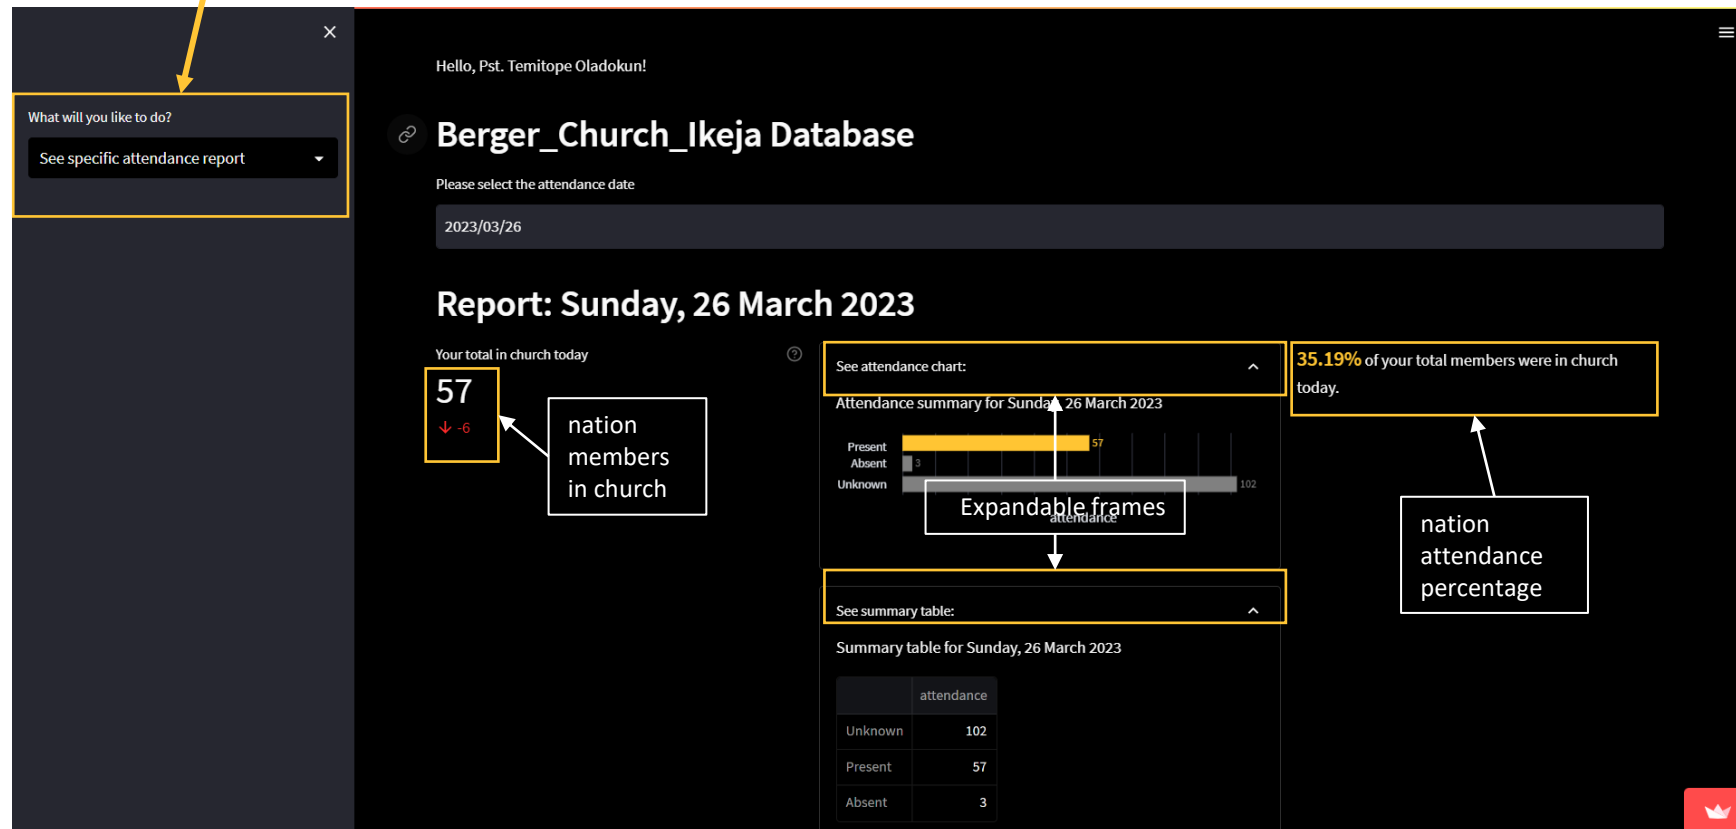 What will you like to do?
See specific attendance report
Hello, Pst. Temitope Oladokun!
Berger_Church_Ikeja Database
Please select the attendance date
2023/03/26
Report: Sunday, 26 March 2023
Your total in church today
57
-6
nation
members
in church
See attendance chart:
Attendance summary for Sunday, 26 March 2023
Present 57
Absent 3
Unknown 102
attendance
Expandable frames
See summary table:
Summary table for Sunday, 26 March 2023
attendance
Unknown 102
Present 57
Absent 3
35.19% of your total members were in church
today.
nation
attendance
percentage